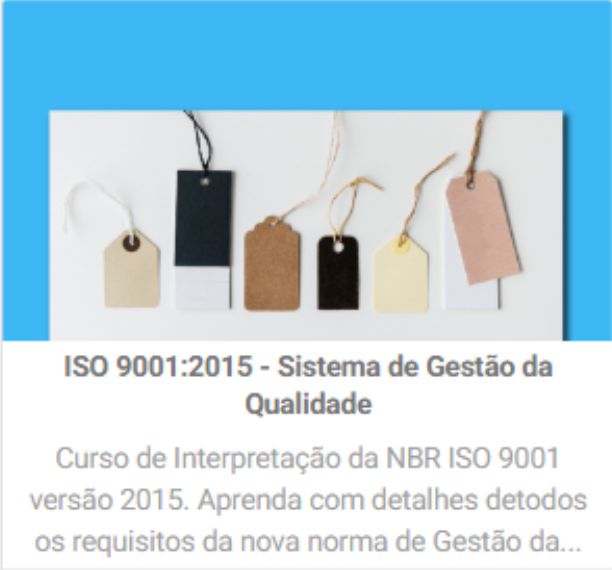 ISO 9001:2015 - Sistema de Gestão da
Qualidade
Curso de Interpretação da NBR ISO 9001
versão 2015. Aprenda com detalhes detodos
os requisitos da nova norma de Gestão da...